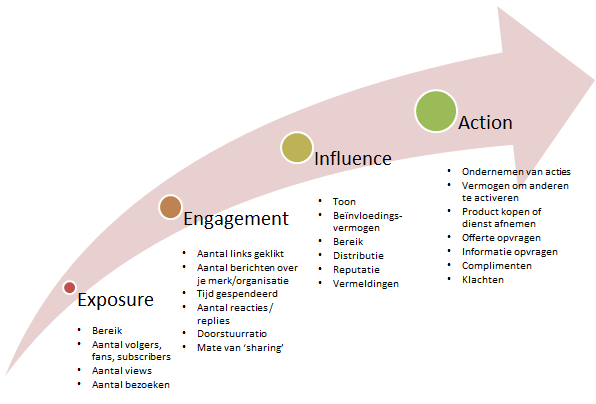 Exposure
• Bereik
• Aantal volgers,
fans, subscribers
• Aantal views
• Aantal bezoeken
Engagement
• Aantal links geklikt
• Aantal berichten over
je merk/organisatie
• Tijd gespendeerd
• Aantal reacties/
replies
• Doorstuurratio
• Mate van ‘sharing’
Influence
• Toon
• Beïnvloedings-
vermogen
• Bereik
• Distributie
• Reputatie
• Vermeldingen
Action
• Ondernemen van acties
• Vermogen om anderen
te activeren
• Product kopen of
dienst afnemen
• Offerte opvragen
• Informatie opvragen
• Complimenten
• Klachten